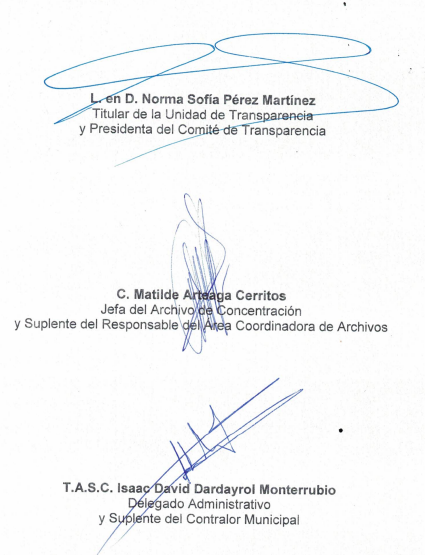 L. en D. Norma Sofía Pérez Martínez
Titular de la Unidad de Transparencia
y Presidenta del Comité de Transparencia
C. Matilde Arteaga Cerritos
Jefa del Archivo de Concentración
y Suplente del Responsable del Área Coordinadora de Archivos
T.A.S.C. Isaac David Dardayrol Monterrubio
Delegado Administrativo
y Suplente del Contralor Municipal